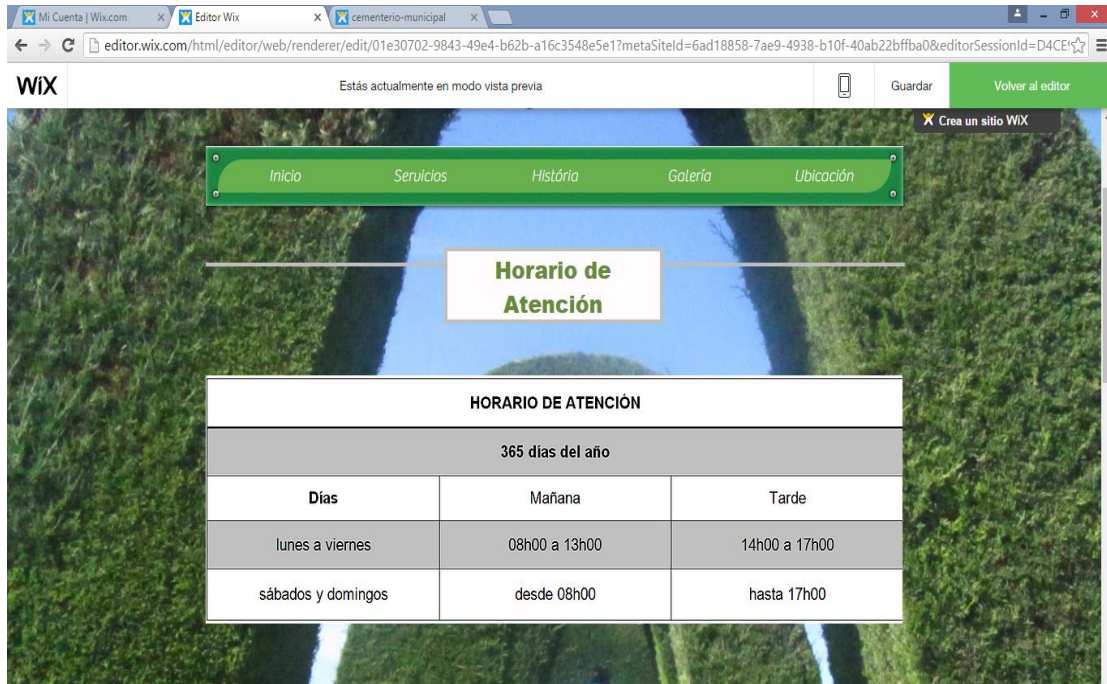 Mi Cuenta | Wix.com
Editor Wix
cementerio-municipal
editor.wix.com/html/editor/web/renderer/edit/01e30702-9843-49e4-b62b-a16c3548e5e1?metaSiteId=6ad18858-7ae9-4938-b10f-40ab22bffba0&editorSessionId=D4CE
WiX
Estás actualmente en modo vista previa
Guardar
Volver al editor
Crea un sitio WiX
Inicio Servicios História Galería Ubicación
Horario de
Atención
HORARIO DE ATENCIÓN
365 días del año
Días Mañana Tarde
lunes a viernes 08h00 a 13h00 14h00 a 17h00
sábados y domingos desde 08h00 hasta 17h00